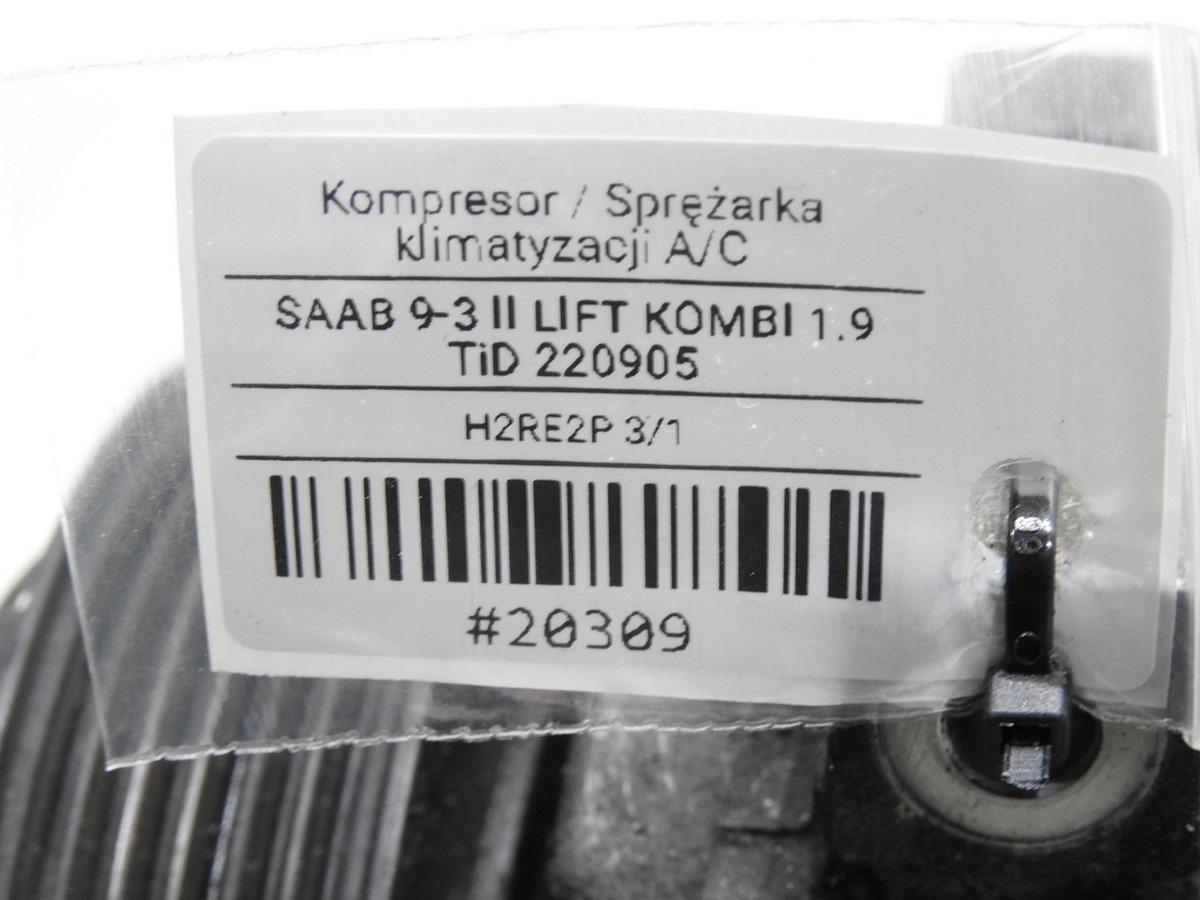 Kompresor / Sprężarka
klimatyzacji A/C
SAAB 9-3 II LIFT KOMBI 1.9
TiD 220905
H2RE2P 3/1
#20309